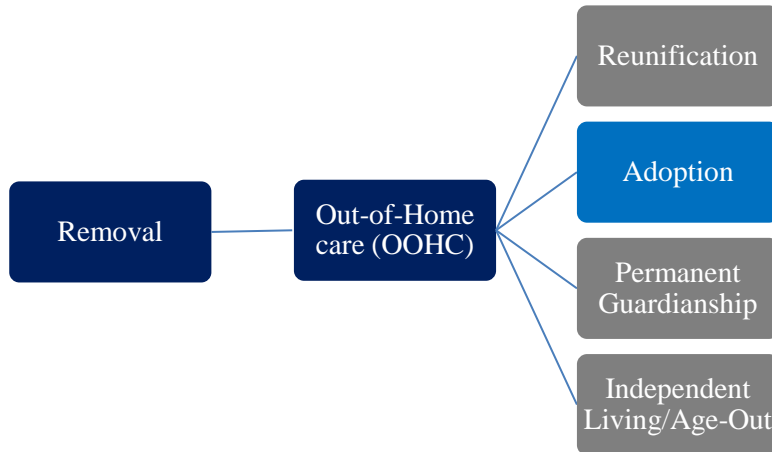 Removal
Out-of-Home
care (OOHC)
Reunification
Adoption
Permanent
Guardianship
Independent
Living/Age-Out